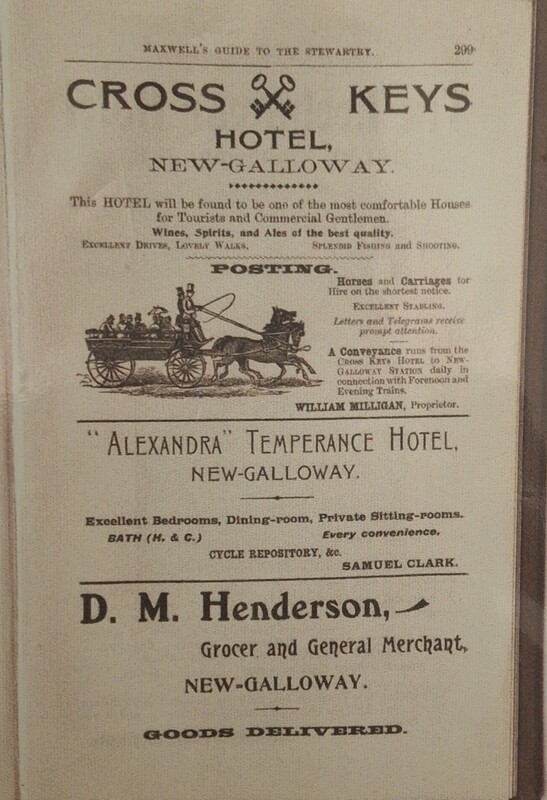 MAXWELL'S GUIDE TO THE STEWARTRY. 209
CROSS KEYS
HOTEL,
NEW-GALLOWAY.
This HOTEL will be found to be one of the most comfortable Houses
for Tourists and Commercial Gentlemen.
Wines, Spirits, and Ales of the best quality.
EXCELLENT DRIVES, LOVELY WALKS. SPLENDID FISHING and SHOOTING.
POSTING.
Horses and Carriages for
Hire on the shortest notice.
EXCELLENT STABLING.
Letters and Telegrams receive
prompt attention.
A Conveyance runs from the
CROSS KEYS HOTEL to NEW-
GALLOWAY STATION daily in
connection with Forenoon and
Evening Trains.
WILLIAM MILLIGAN, Proprietor.
"ALEXANDRA" TEMPERANCE HOTEL,
NEW-GALLOWAY.
Excellent Bedrooms, Dining-room, Private Sitting-rooms.
BATH (H. & C.) Every convenience.
CYCLE REPOSITORY, &c.
SAMUEL CLARK.
D. M. Henderson,
Grocer and General Merchant,
NEW-GALLOWAY.
GOODS DELIVERED.